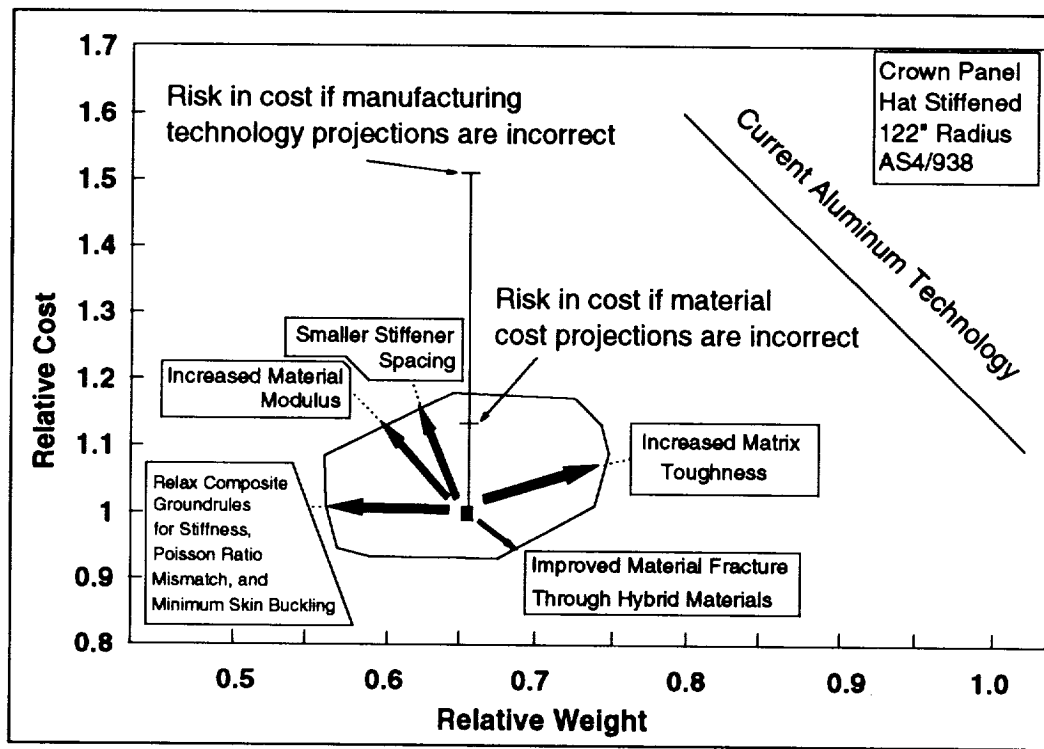 1.7
1.6
1.5
1.4
1.3
1.2
1.1
1
0.9
0.8
Relative Cost
Risk in cost if manufacturing
technology projections are incorrect
Crown Panel
Hat Stiffened
122" Radius
AS4/938
Current Aluminum Technology
Risk in cost if material
cost projections are incorrect
Smaller Stiffener
Spacing
Increased Material
Modulus
Increased Matrix
Toughness
Relax Composite
Groundrules
for Stiffness,
Poisson Ratio
Mismatch, and
Minimum Skin Buckling
Improved Material Fracture
Through Hybrid Materials
0.5 0.6 0.7 0.8 0.9 1.0
Relative Weight